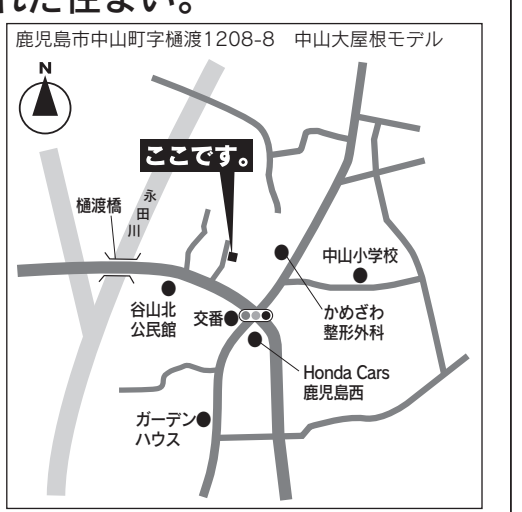 れた住まい。
鹿児島市中山町字樋渡1208-8 中山大屋根モデル
N
ここです。
永田川
樋渡橋
中山小学校
谷山北
公民館
交番
かめざわ
整形外科
Honda Cars
鹿児島西
ガーデン
ハウス